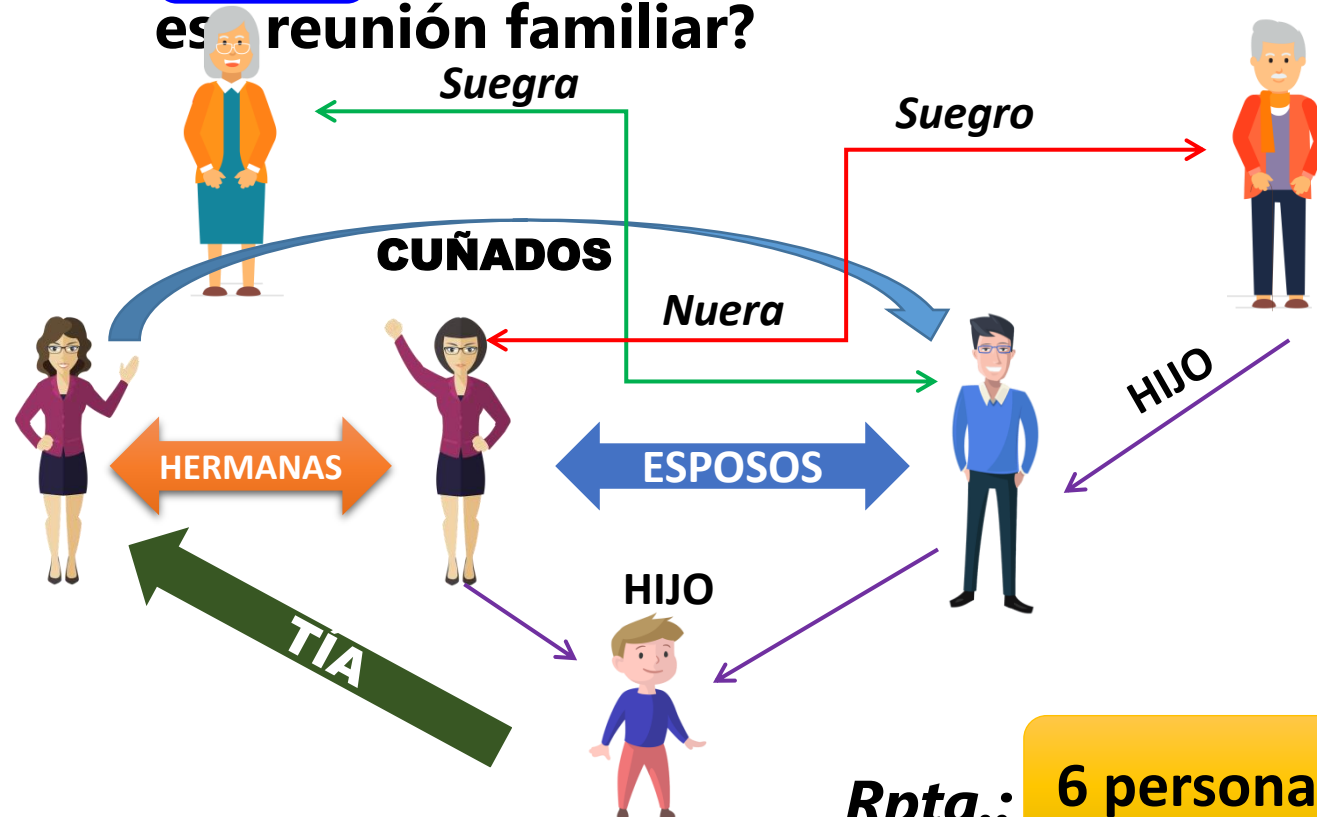 reunión familiar?
Suegra
Suegro
CUÑADOS
Nuera
HIJO
HERMANAS
ESPOSOS
HIJO
TÍA
Rpta.:
6 persona